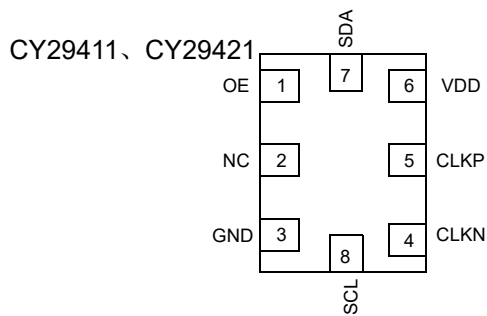 CY29411、CY29421
SDA
OE 1 7 6 VDD
NC 2 5 CLKP
GND 3 4 CLKN
8
SCL